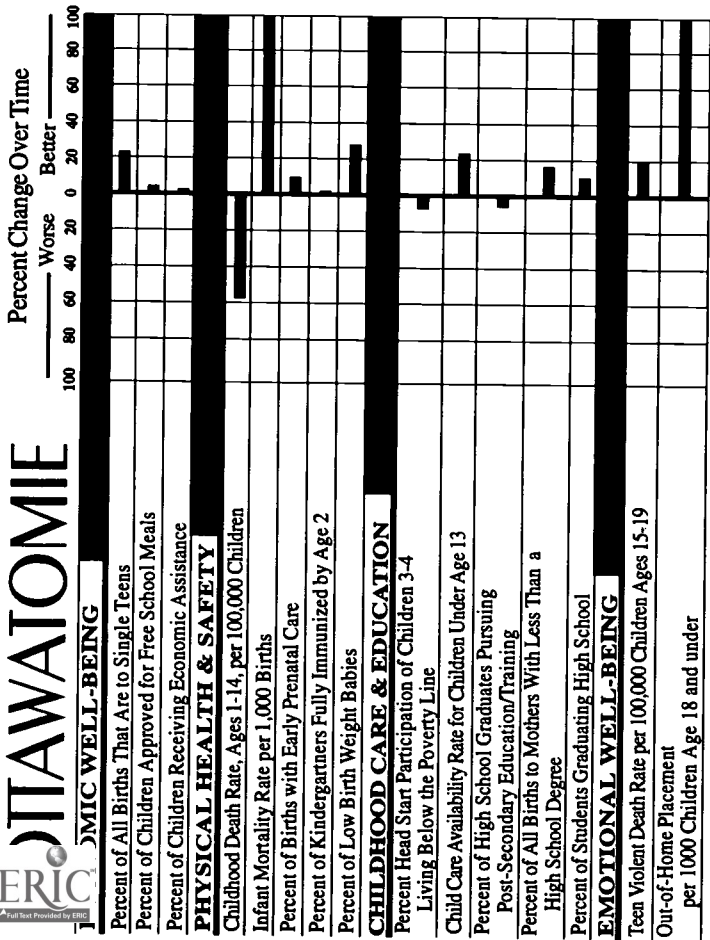 OTTAWATOMIE
Percent Change Over Time
Worse Better
100 80 60 40 20 0 20 40 60 80 100
OMIC WELL-BEING
Percent of All Births That Are to Single Teens
Percent of Children Approved for Free School Meals
Percent of Children Receiving Economic Assistance
PHYSICAL HEALTH & SAFETY
Childhood Death Rate, Ages 1-14, per 100,000 Children
Infant Mortality Rate per 1,000 Births
Percent of Births with Early Prenatal Care
Percent of Kindergartners Fully Immunized by Age 2
Percent of Low Birth Weight Babies
CHILDHOOD CARE & EDUCATION
Percent Head Start Participation of Children 3-4
Living Below the Poverty Line
Child Care Availability Rate for Children Under Age 13
Percent of High School Graduates Pursuing
Post-Secondary Education/Training
Percent of All Births to Mothers With Less Than a
High School Degree
Percent of Students Graduating High School
EMOTIONAL WELL-BEING
Teen Violent Death Rate per 100,000 Children Ages 15-19
Out-of-Home Placement
per 1000 Children Age 18 and under
ERIC
Full Text Provided by ERIC